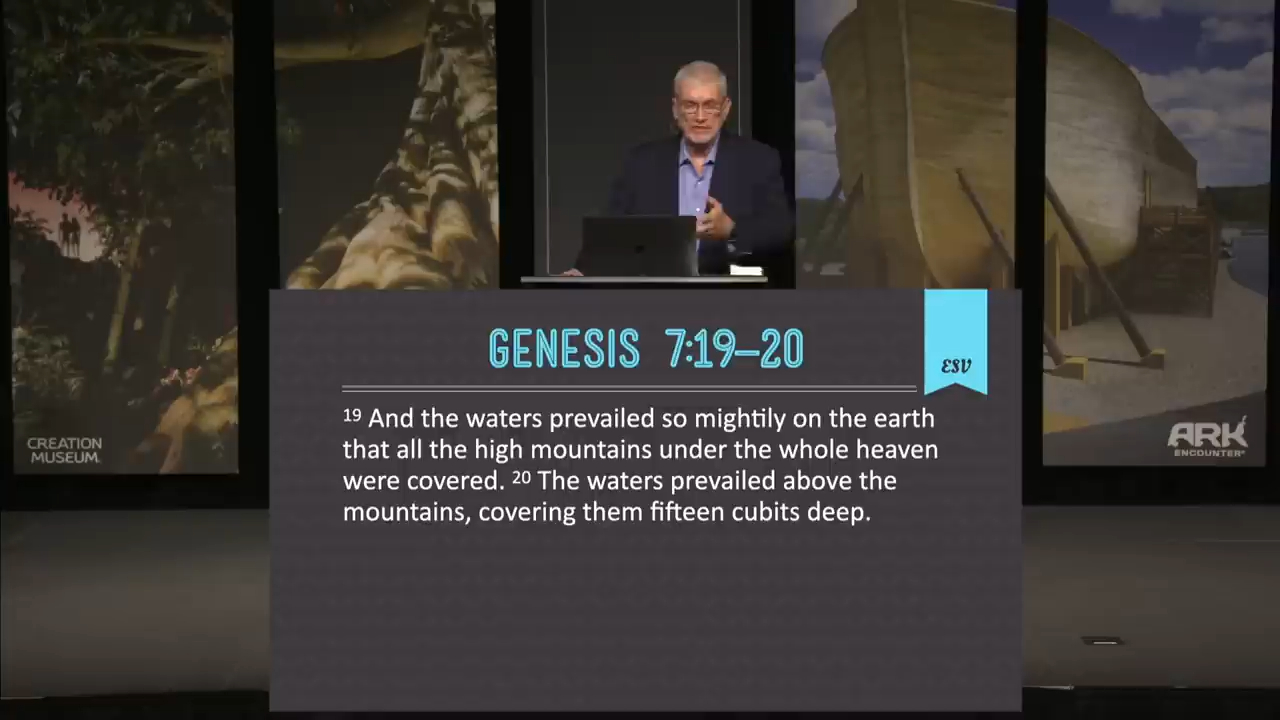 GENESIS 7:19–20
ESV
19 And the waters prevailed so mightily on the earth
that all the high mountains under the whole heaven
were covered. 20 The waters prevailed above the
mountains, covering them fifteen cubits deep.
CREATION
MUSEUM
ARK
ENCOUNTER